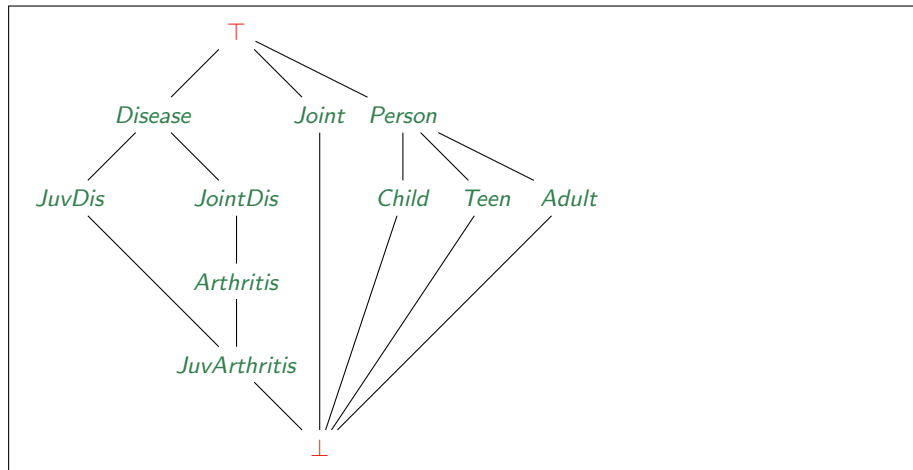 ⊤
Disease Joint Person
JuvDis JointDis Child Teen Adult
Arthritis
JuvArthritis
⊥